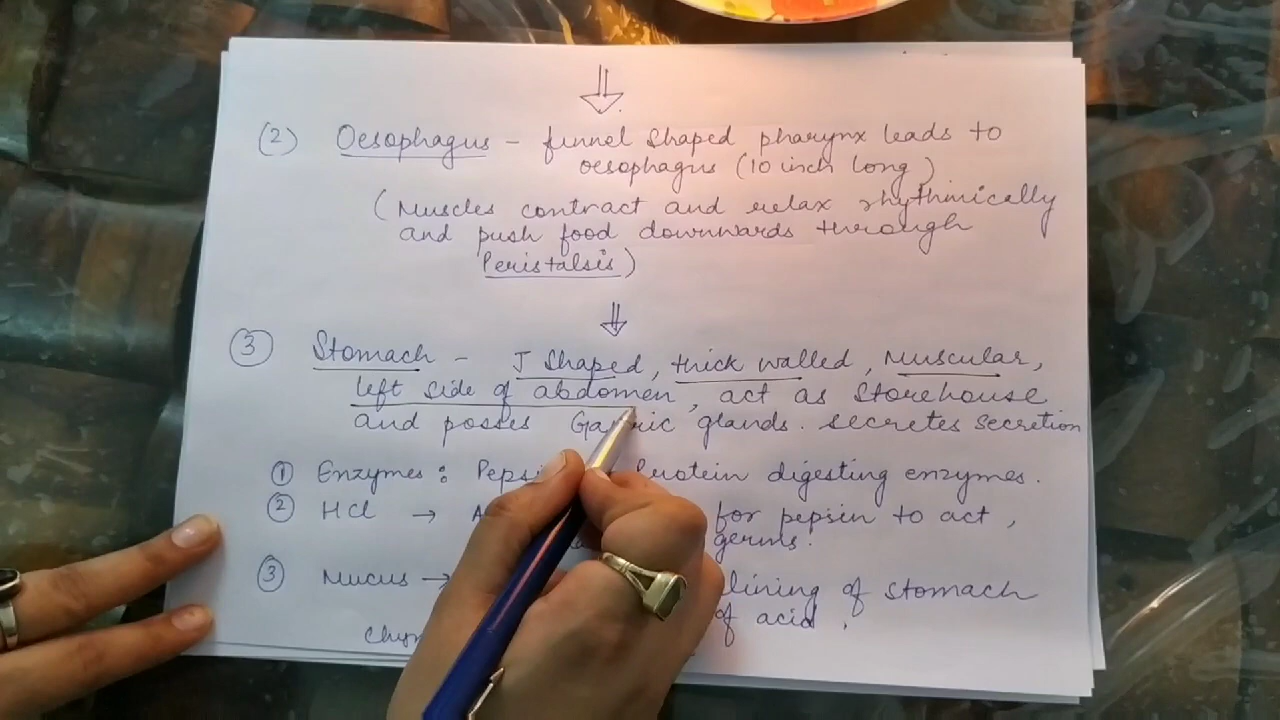 ⇓
(2) Oesophagus - funnel shaped pharynx leads to
oesophagus (10 inch long)
(Muscles contract and relax rhythmically
and push food downwards through
Peristalsis)
⇓
③ Stomach - J Shaped, thick walled, Muscular,
left side of abdomen, act as Storehouse
and posses glands. secretes secretion
① Enzymes: Protein digesting enzymes.
② HCl → for pepsin to act,
germs.
③ Mucus → lining of stomach
of acid.